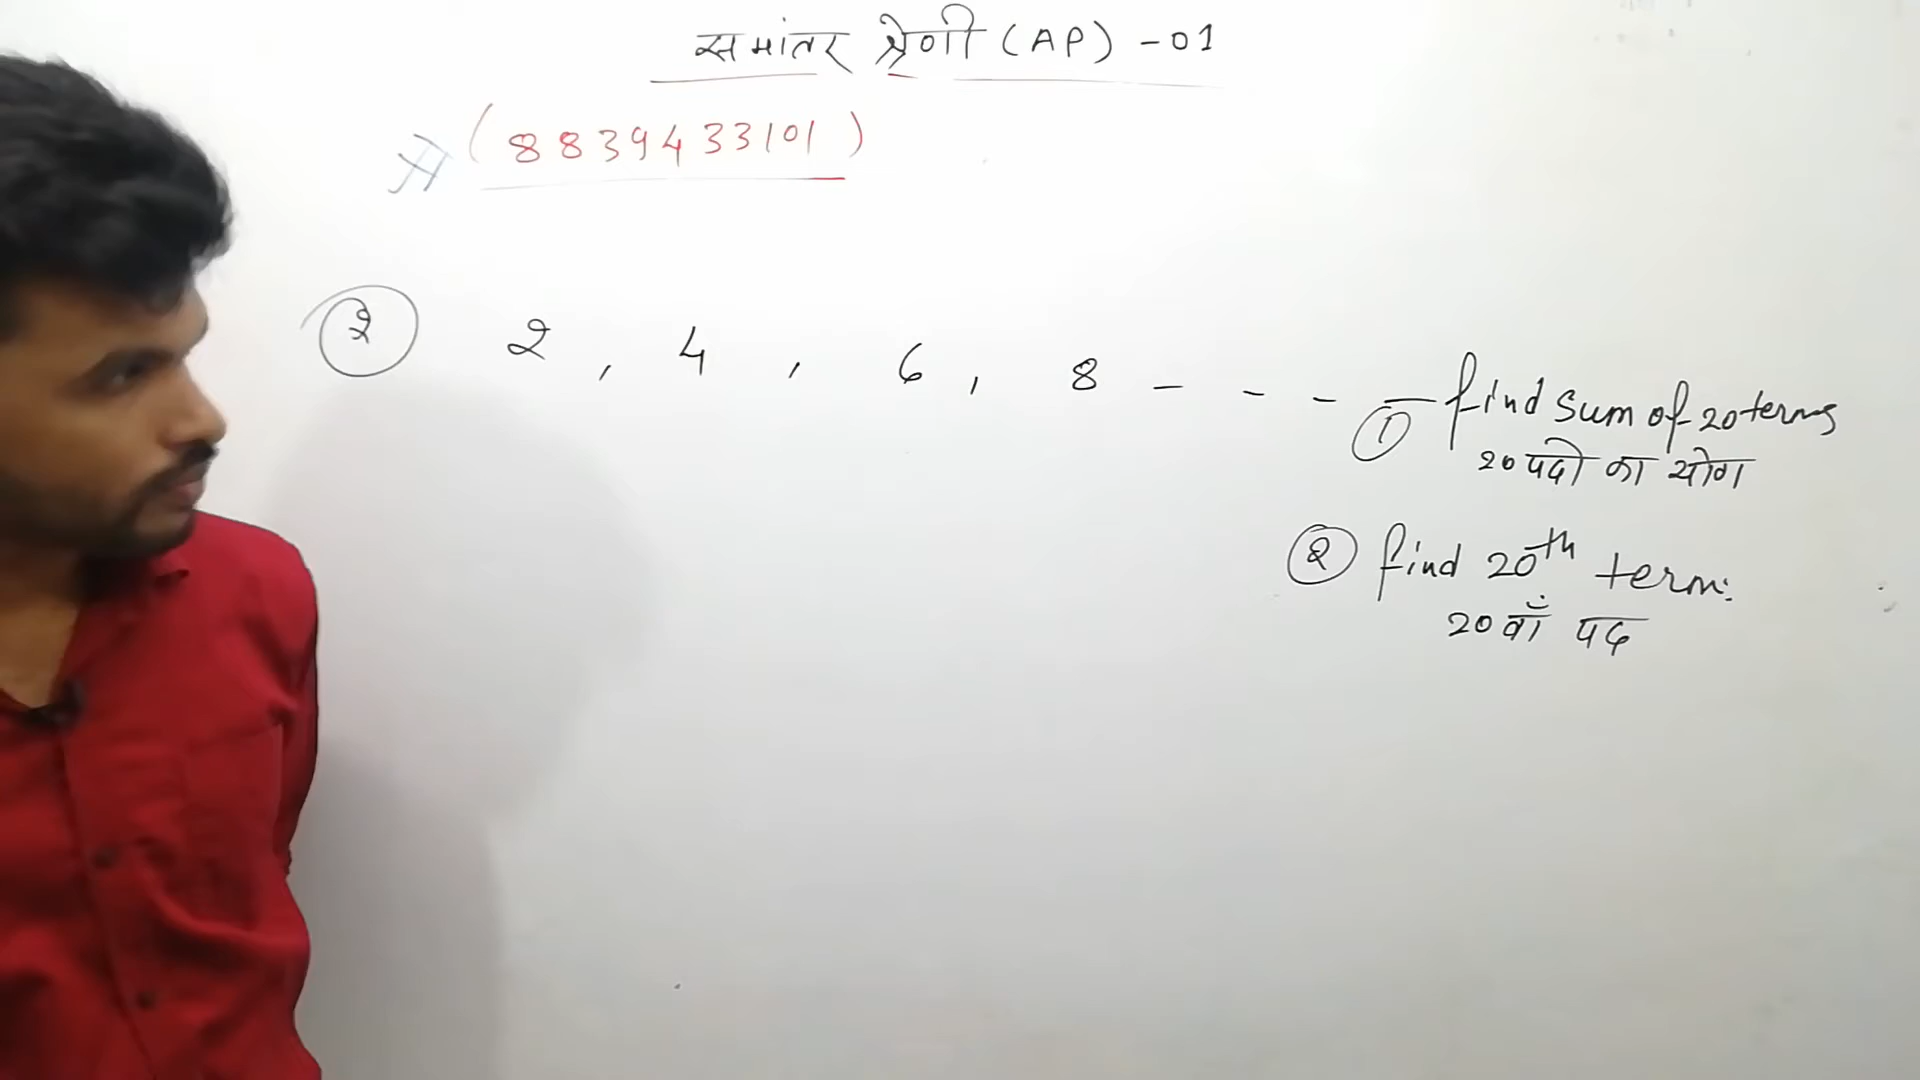 समांतर श्रेणी (AP) -01
(8839433101)
2 2, 4, 6, 8 - - - -
① find sum of 20 terms
20 पदो का योग
② find 20th term:
20 वाँ पद